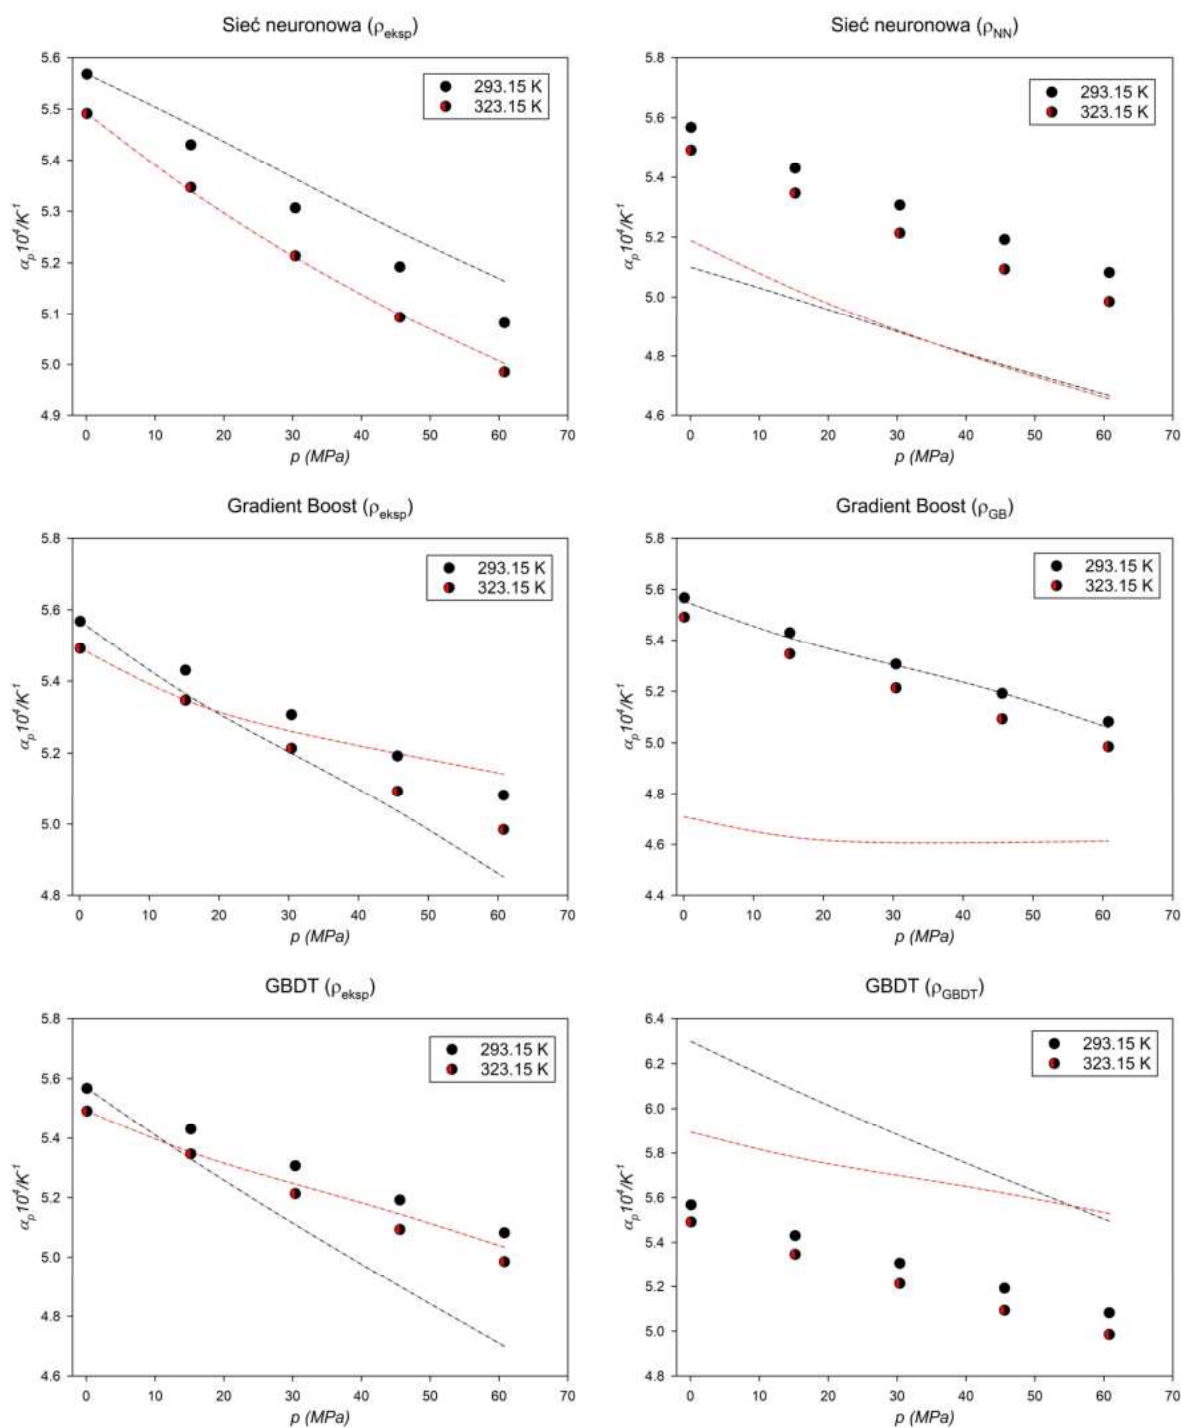 Sieć neuronowa (ρeksp)
5.6
5.5
5.4
5.3
5.2
5.1
5.0
4.9
αp10⁴/K⁻¹
293.15 K
323.15 K
0 10 20 30 40 50 60 70
p (MPa)
Sieć neuronowa (ρNN)
5.8
5.6
5.4
5.2
5.0
4.8
4.6
αp10⁴/K⁻¹
293.15 K
323.15 K
0 10 20 30 40 50 60 70
p (MPa)
Gradient Boost (ρeksp)
5.8
5.6
5.4
5.2
5.0
4.8
αp10⁴/K⁻¹
293.15 K
323.15 K
0 10 20 30 40 50 60 70
p (MPa)
Gradient Boost (ρGB)
5.8
5.6
5.4
5.2
5.0
4.8
4.6
4.4
αp10⁴/K⁻¹
293.15 K
323.15 K
0 10 20 30 40 50 60 70
p (MPa)
GBDT (ρeksp)
5.8
5.6
5.4
5.2
5.0
4.8
4.6
αp10⁴/K⁻¹
293.15 K
323.15 K
0 10 20 30 40 50 60 70
p (MPa)
GBDT (ρGBDT)
6.4
6.2
6.0
5.8
5.6
5.4
5.2
5.0
4.8
αp10⁴/K⁻¹
293.15 K
323.15 K
0 10 20 30 40 50 60 70
p (MPa)